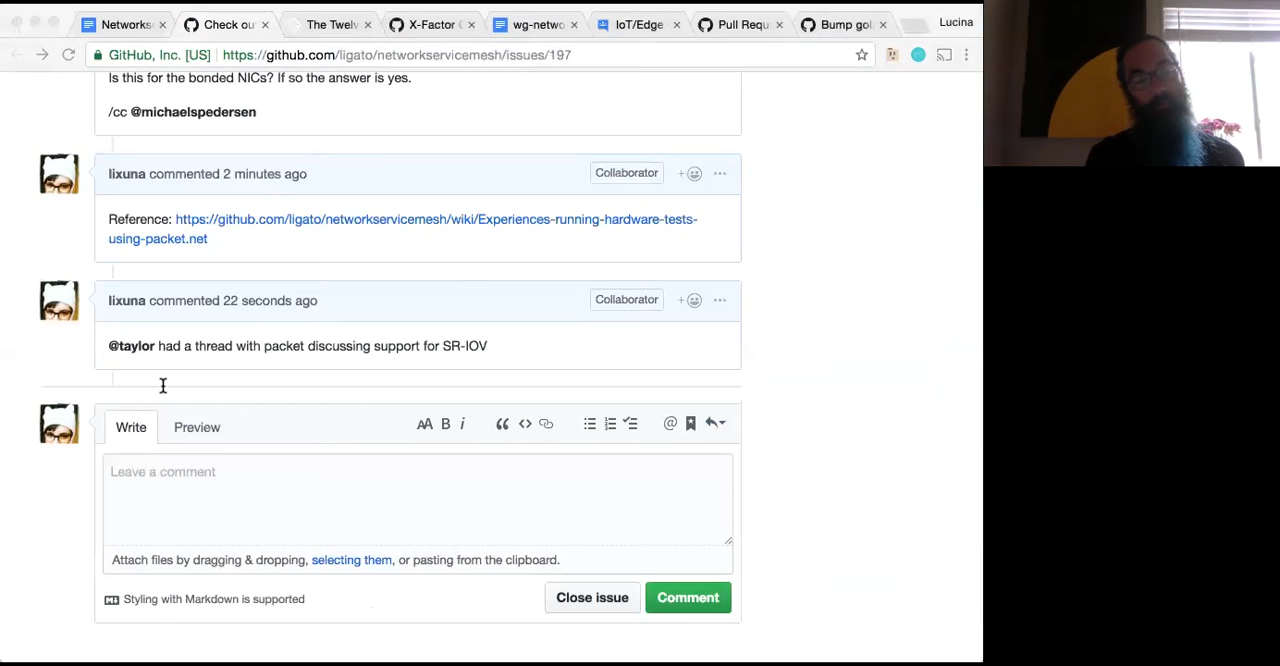 Networks
Check ou
The Twel
X-Factor
wg-netwo
IoT/Edge
Pull Requ
Bump gol
Lucina
GitHub, Inc. [US]
https://github.com/ligato/networkservicemesh/issues/197
Is this for the bonded NICs? If so the answer is yes.
/cc @michaelspedersen
lixuna commented 2 minutes ago
Collaborator
Reference: https://github.com/ligato/networkservicemesh/wiki/Experiences-running-hardware-tests-
using-packet.net
lixuna commented 22 seconds ago
Collaborator
@taylor had a thread with packet discussing support for SR-IOV
Write
Preview
AA B i
Leave a comment
Attach files by dragging & dropping, selecting them, or pasting from the clipboard.
Styling with Markdown is supported
Close issue
Comment